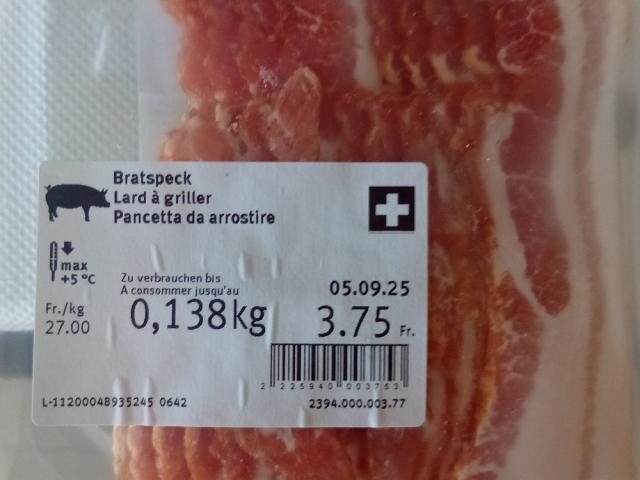 Bratspeck
Lard à griller
Pancetta da arrostire
max
+5 °C
Zu verbrauchen bis
A consommer jusqu'au
05.09.25
Fr./kg
27.00
0,138kg
3.75 Fr.
2 225940 003753
L-11200048935245 0642
2394.000.003.77